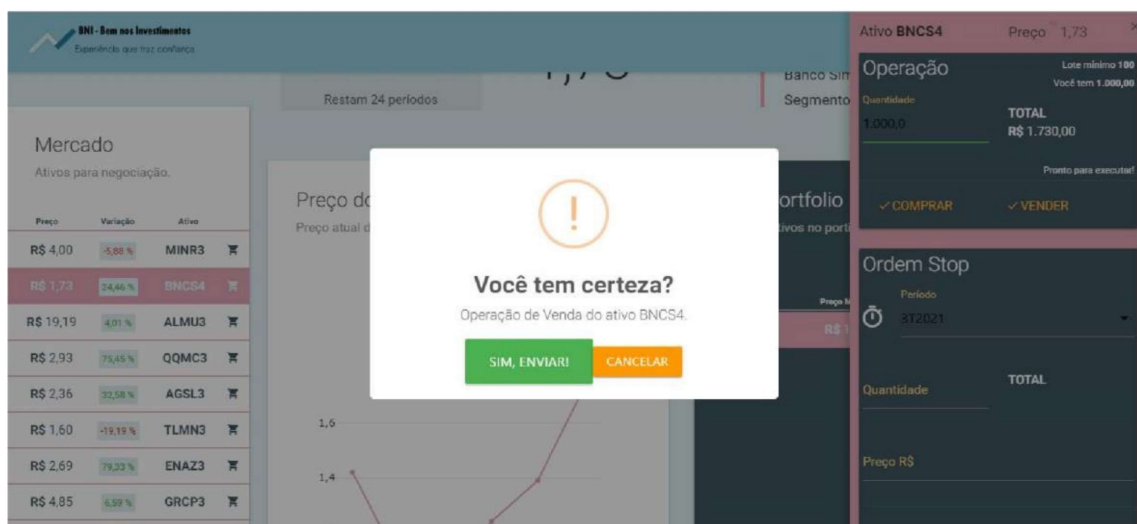 BNI - Bem nos Investimentos
Experiência que traz confiança
Restam 24 períodos
Banco
Segmento
Mercado
Ativos para negociação.
Preço Variação Ativo
R$ 4,00 -5,88 % MINR3
R$ 1,73 24,46 % BNCS4
R$ 19,19 4,01 % ALMU3
R$ 2,93 75,45 % QQMC3
R$ 2,36 32,58 % AGSL3
R$ 1,60 -19,19 % TLMN3
R$ 2,69 79,33 % ENAZ3
R$ 4,85 6,59 % GRCP3
Preço do
Preço atual d
1,6
1,4
Você tem certeza?
Operação de Venda do ativo BNCS4.
SIM, ENVIAR!
CANCELAR
ortfolio
tivos no porti
Preço M
R$ 1
Ativo BNCS4 Preço 1,73
Operação
Lote mínimo 100
Você tem 1.000,00
Quantidade
1.000,0
TOTAL
R$ 1.730,00
Pronto para executar!
COMPRAR
VENDER
Ordem Stop
Período
3T2021
Quantidade
TOTAL
Preço R$